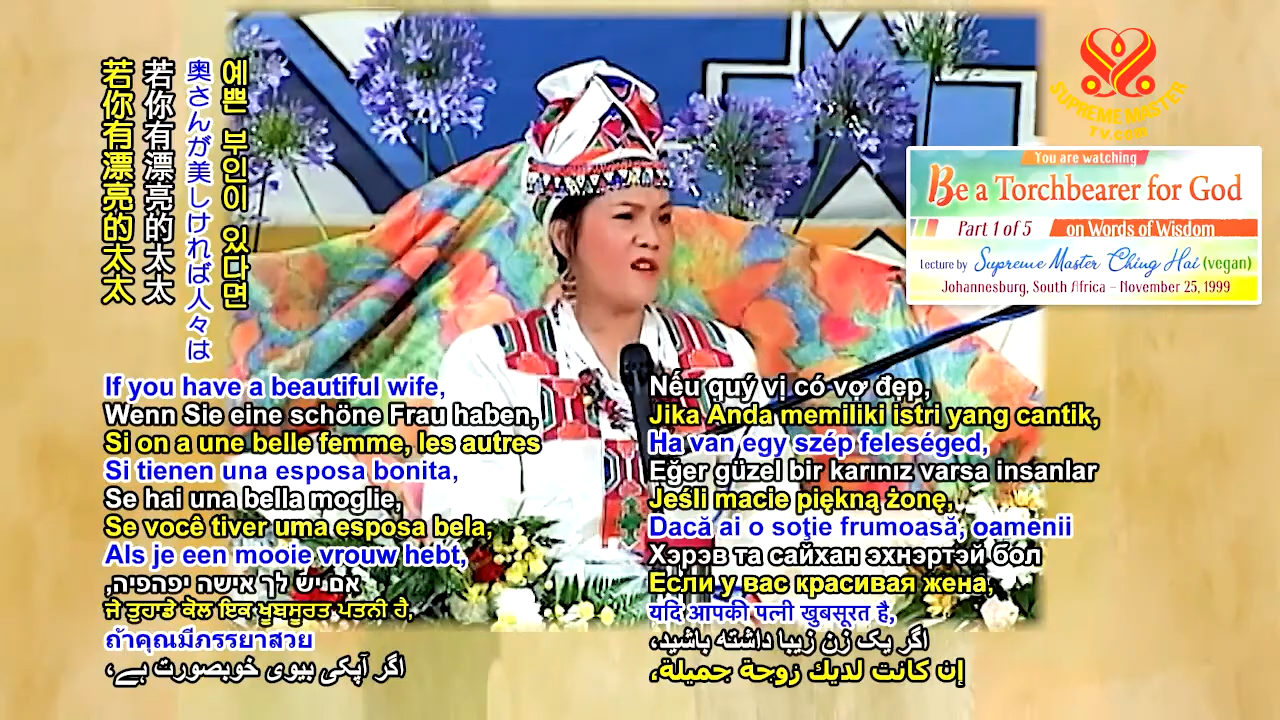 若你有漂亮的太太
若你有漂亮的太太
奥さんが美しければ人々は
예쁜 부인이 있다면
SUPREME MASTER
TV.com
You are watching
Be a Torchbearer for God
Part 1 of 5
on Words of Wisdom
Lecture by Supreme Master Ching Hai (vegan)
Johannesburg, South Africa – November 25, 1999
If you have a beautiful wife,
Wenn Sie eine schöne Frau haben,
Si on a une belle femme, les autres
Si tienen una esposa bonita,
Se hai una bella moglie,
Se você tiver uma esposa bela,
Als je een mooie vrouw hebt,
אם יש לך אישה יפהפיה,
ਜੇ ਤੁਹਾਡੇ ਕੋਲ ਇਕ ਖੂਬਸੂਰਤ ਪਤਨੀ ਹੈ,
ถ้าคุณมีภรรยาสวย
اگر آپکی بیوی خوبصورت ہے،
Nếu quý vị có vợ đẹp,
Jika Anda memiliki istri yang cantik,
Ha van egy szép feleséged,
Eğer güzel bir karınız varsa insanlar
Jeśli macie piękną żonę,
Dacă ai o soţie frumoasă, oamenii
Хэрэв та сайхан эхнэртэй бол
Если у вас красивая жена,
यदि आपकी पत्नी खुबसूरत है,
اگر یک زن زیبا داشته باشید،
إن كانت لديك زوجة جميلة،